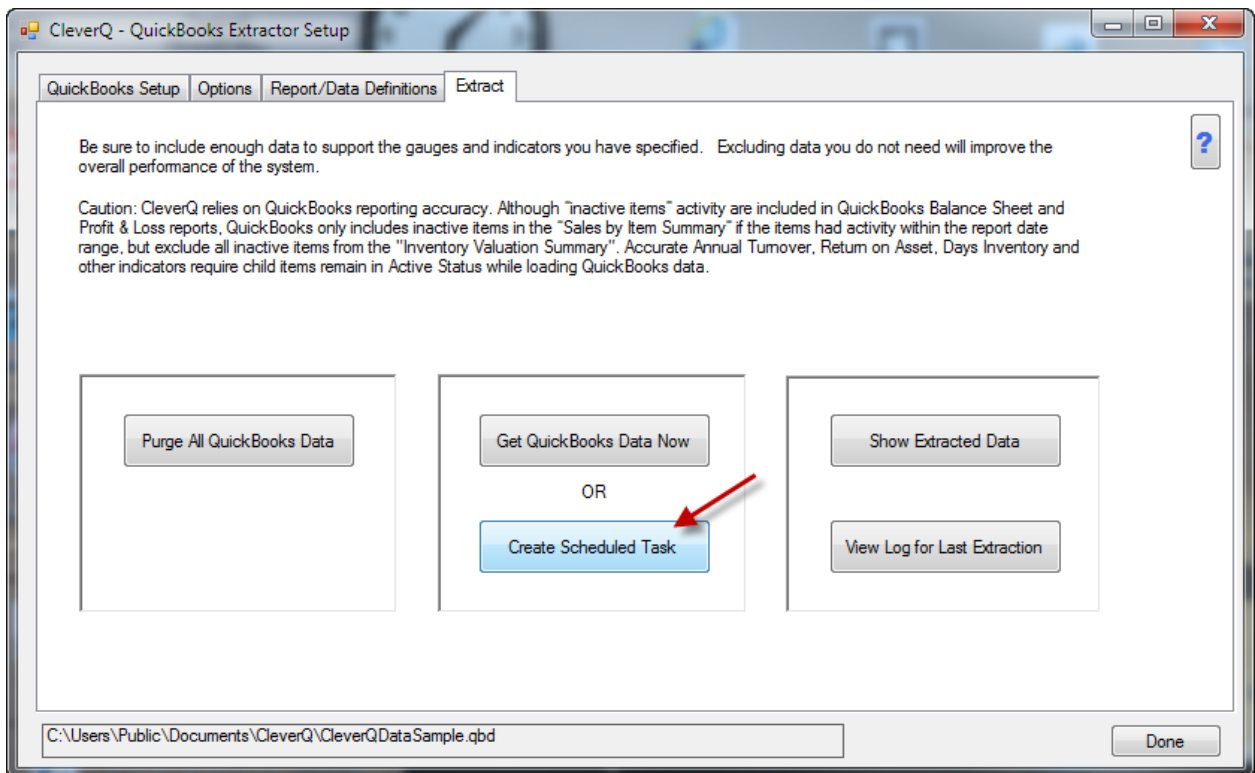 CleverQ - QuickBooks Extractor Setup
QuickBooks Setup Options Report/Data Definitions Extract
Be sure to include enough data to support the gauges and indicators you have specified. Excluding data you do not need will improve the
overall performance of the system.
?
Caution: CleverQ relies on QuickBooks reporting accuracy. Although "inactive items" activity are included in QuickBooks Balance Sheet and
Profit & Loss reports, QuickBooks only includes inactive items in the "Sales by Item Summary" if the items had activity within the report date
range, but exclude all inactive items from the "Inventory Valuation Summary". Accurate Annual Turnover, Return on Asset, Days Inventory and
other indicators require child items remain in Active Status while loading QuickBooks data.
Purge All QuickBooks Data
Get QuickBooks Data Now
OR
Create Scheduled Task
Show Extracted Data
View Log for Last Extraction
C:\Users\Public\Documents\CleverQ\CleverQDataSample.qbd
Done